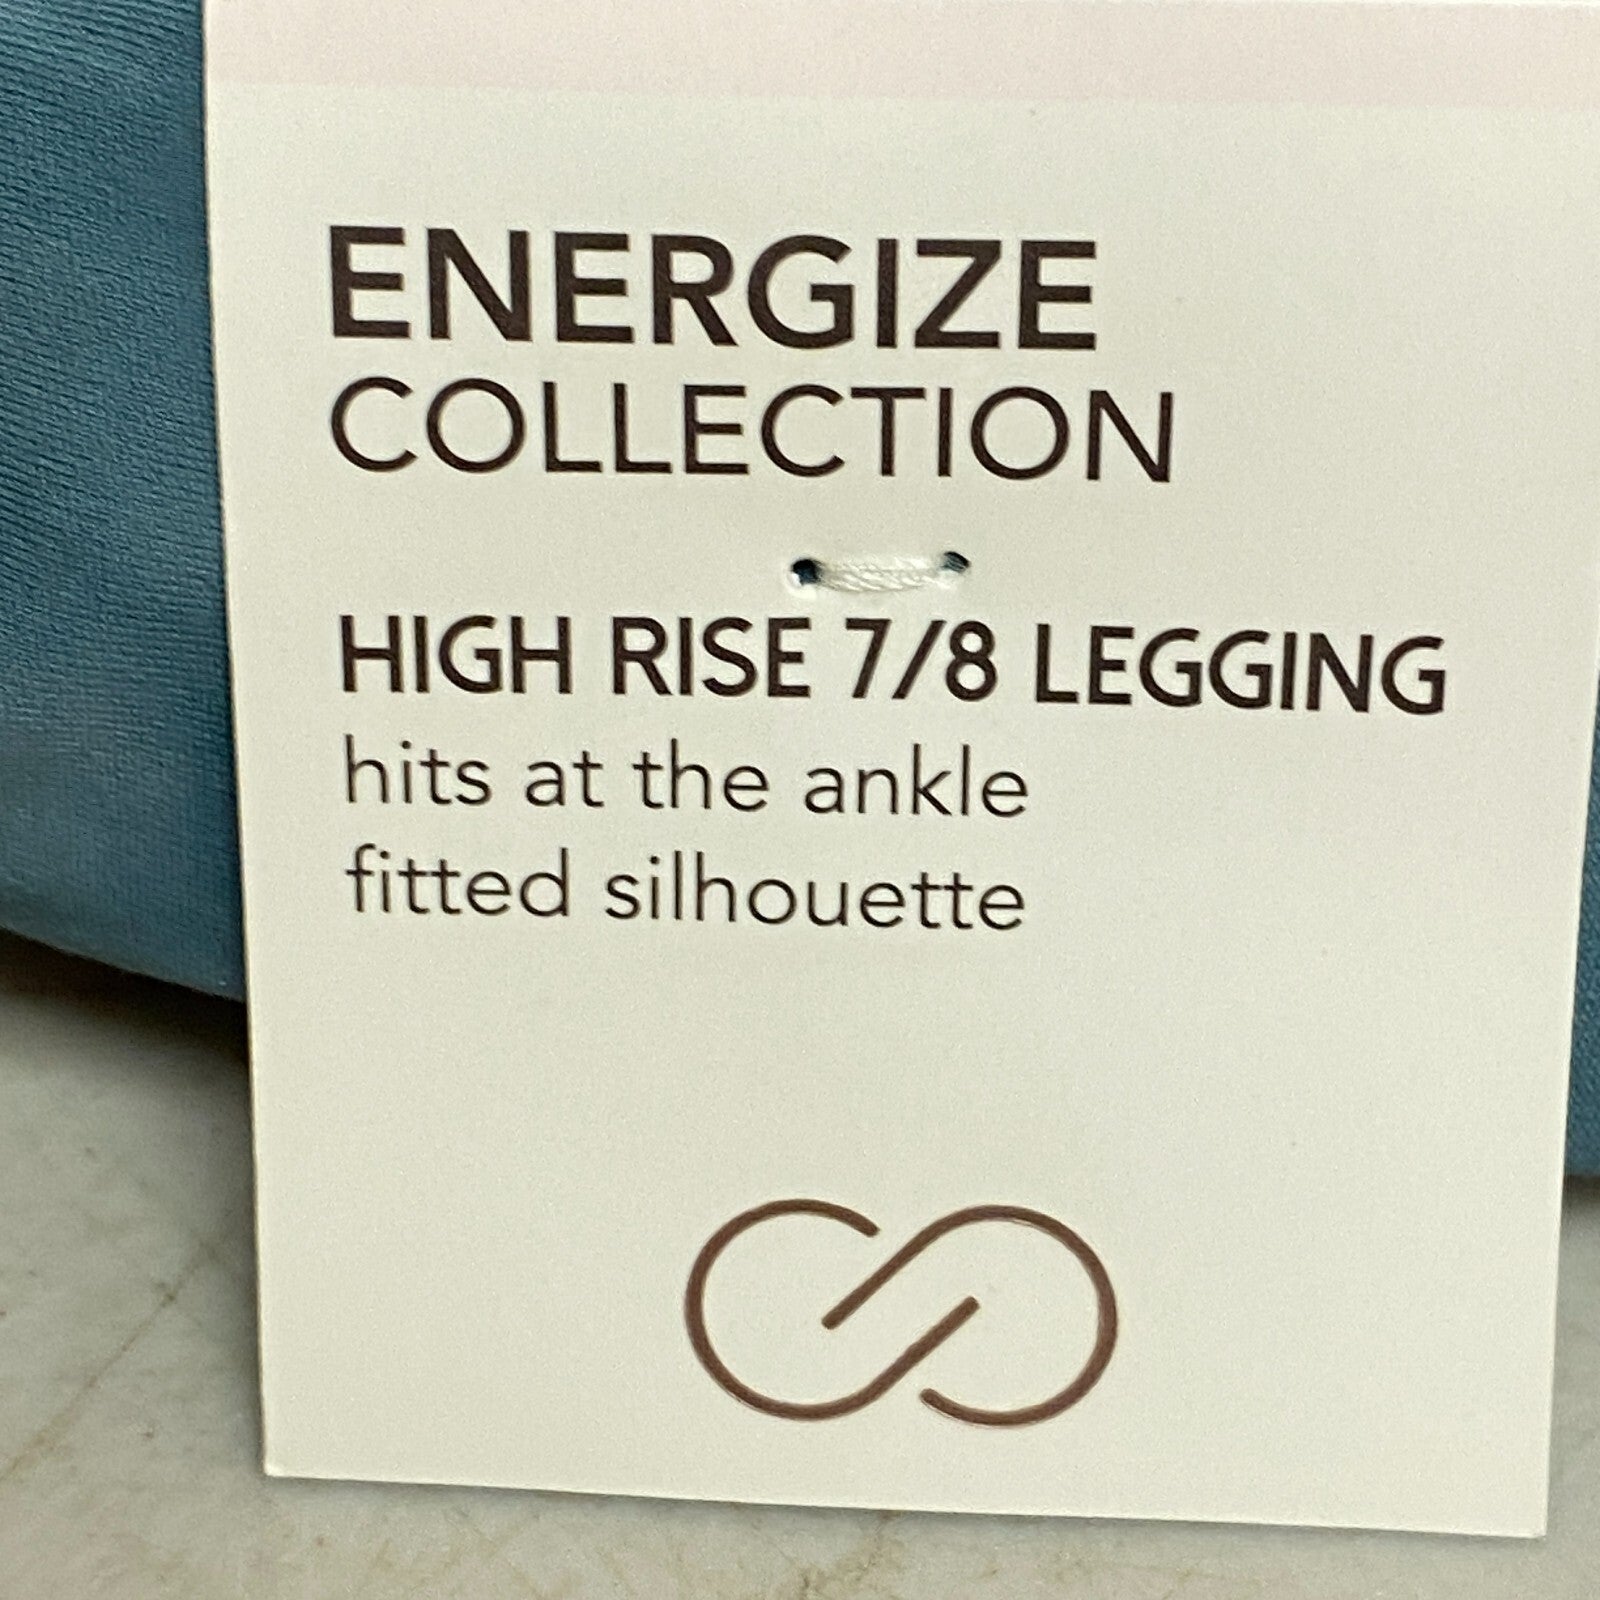 ENERGIZE
COLLECTION
HIGH RISE 7/8 LEGGING
hits at the ankle
fitted silhouette